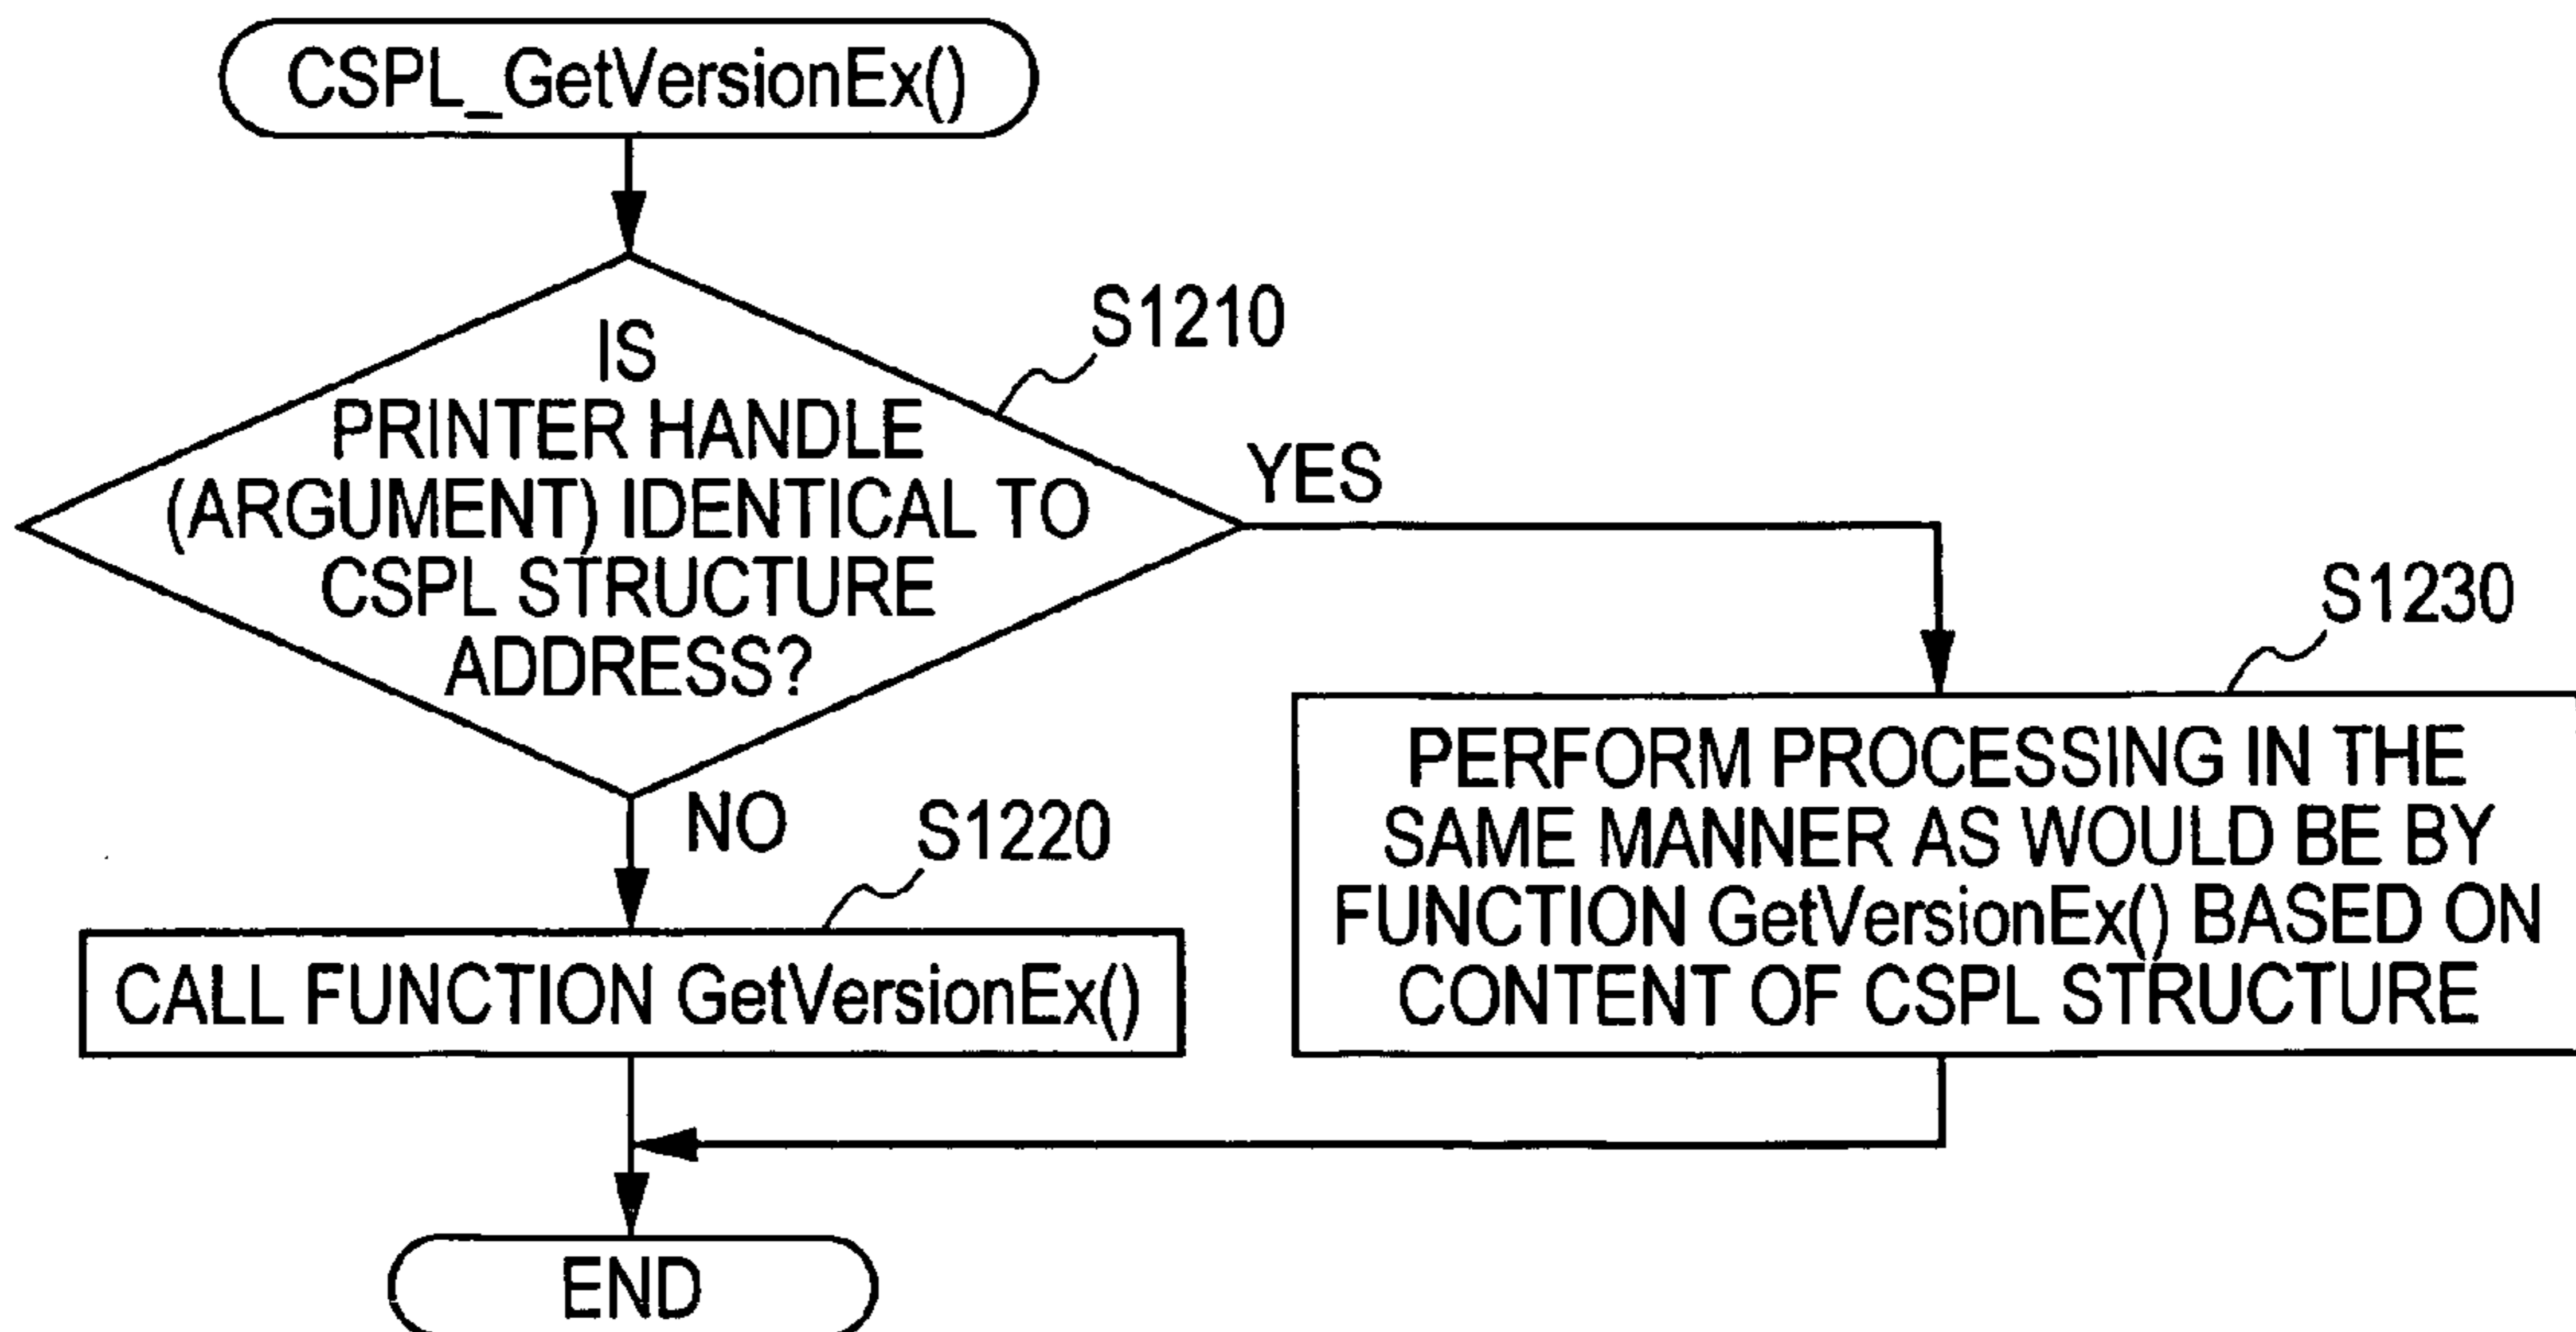 CSPL_GetVersionEx()
S1210
IS
PRINTER HANDLE
(ARGUMENT) IDENTICAL TO
CSPL STRUCTURE
ADDRESS?
YES
NO
S1220
CALL FUNCTION GetVersionEx()
S1230
PERFORM PROCESSING IN THE
SAME MANNER AS WOULD BE BY
FUNCTION GetVersionEx() BASED ON
CONTENT OF CSPL STRUCTURE
END